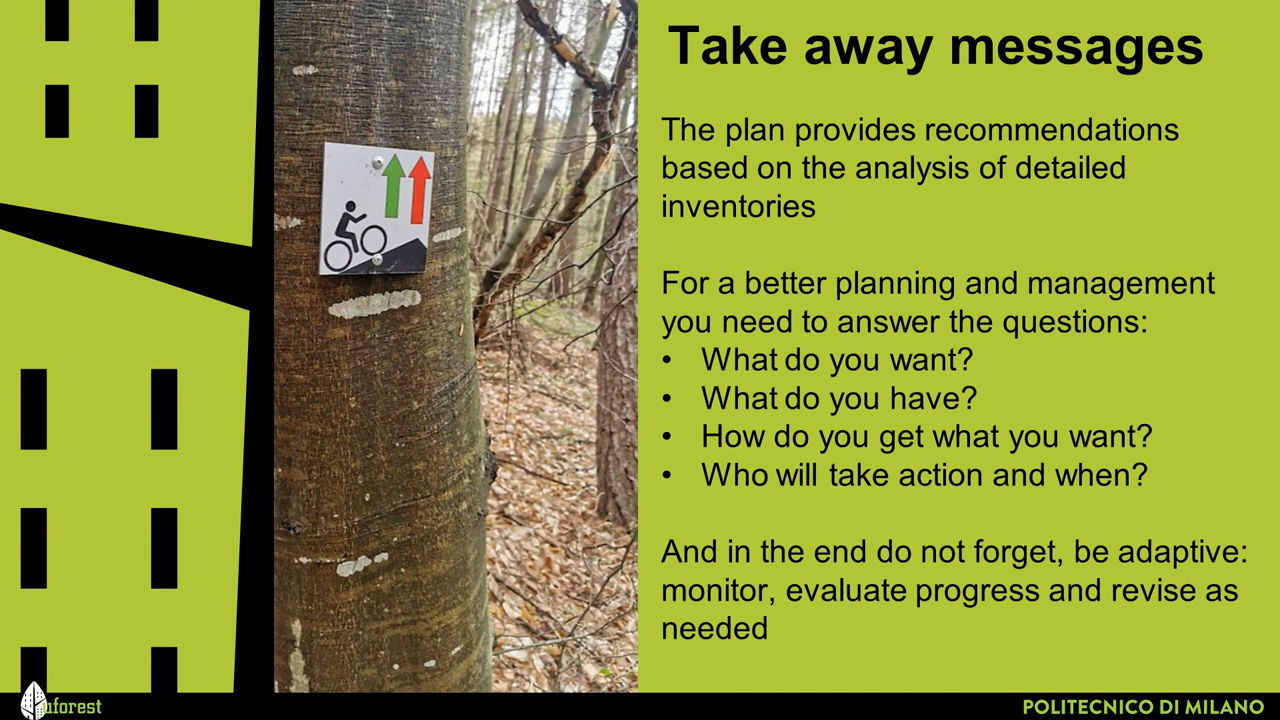 Take away messages
The plan provides recommendations
based on the analysis of detailed
inventories
For a better planning and management
you need to answer the questions:
• What do you want?
• What do you have?
• How do you get what you want?
• Who will take action and when?
And in the end do not forget, be adaptive:
monitor, evaluate progress and revise as
needed
uforest
POLITECNICO DI MILANO